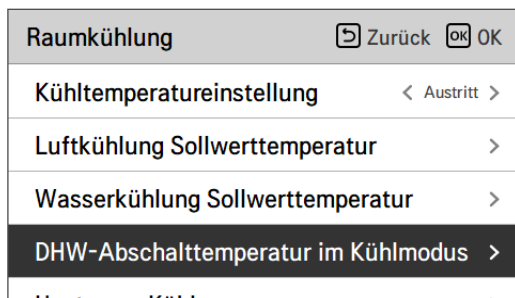 Raumkühlung Zurück OK OK
Kühltemperatureinstellung < Austritt >
Luftkühlung Sollwerttemperatur >
Wasserkühlung Sollwerttemperatur >
DHW-Abschalttemperatur im Kühlmodus >